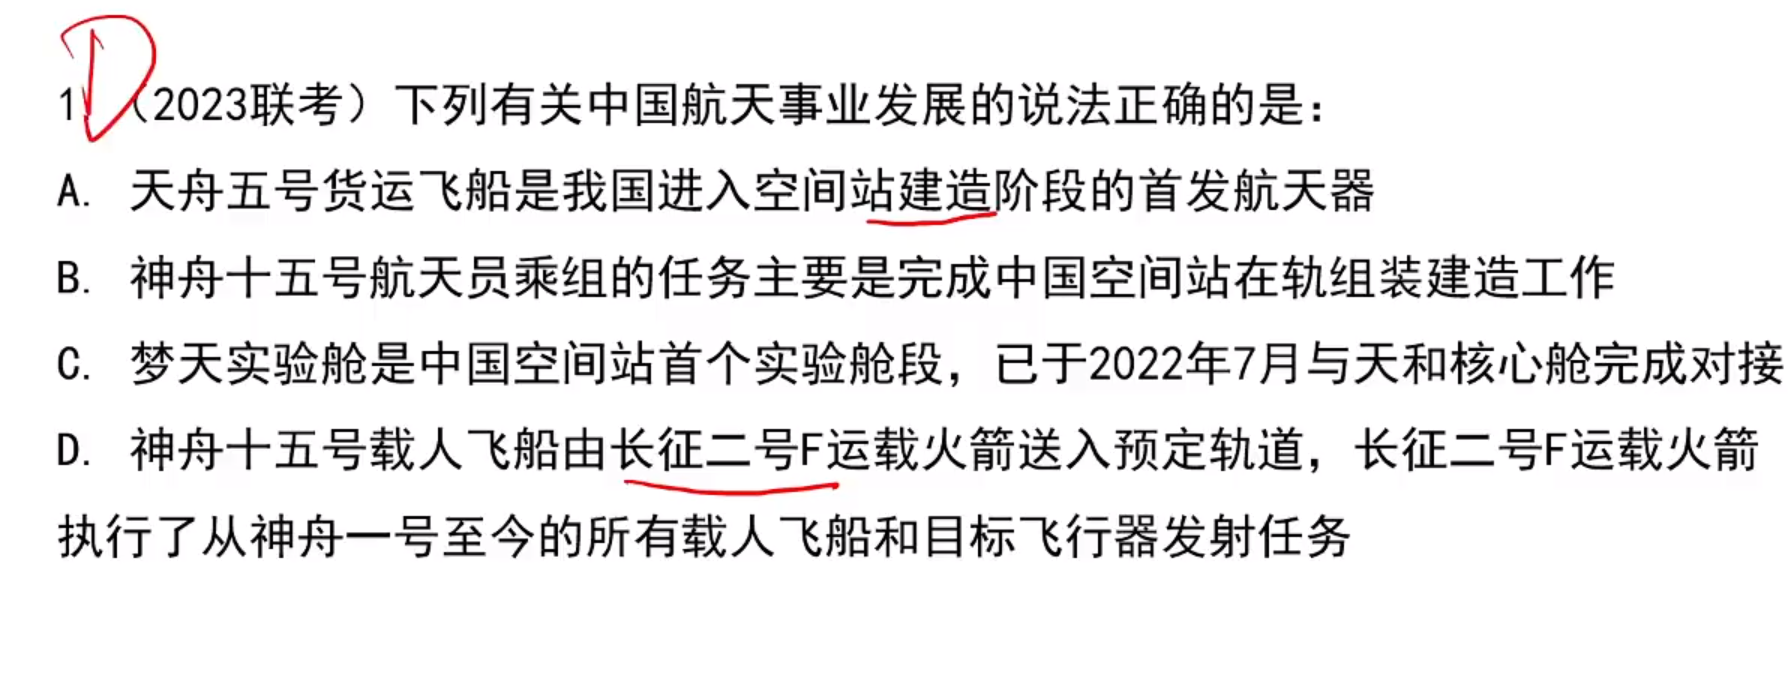 D
1.（2023联考）下列有关中国航天事业发展的说法正确的是：
A. 天舟五号货运飞船是我国进入空间站建造阶段的首发航天器
B. 神舟十五号航天员乘组的任务主要是完成中国空间站在轨组装建造工作
C. 梦天实验舱是中国空间站首个实验舱段，已于2022年7月与天和核心舱完成对接
D. 神舟十五号载人飞船由长征二号F运载火箭送入预定轨道，长征二号F运载火箭
执行了从神舟一号至今的所有载人飞船和目标飞行器发射任务